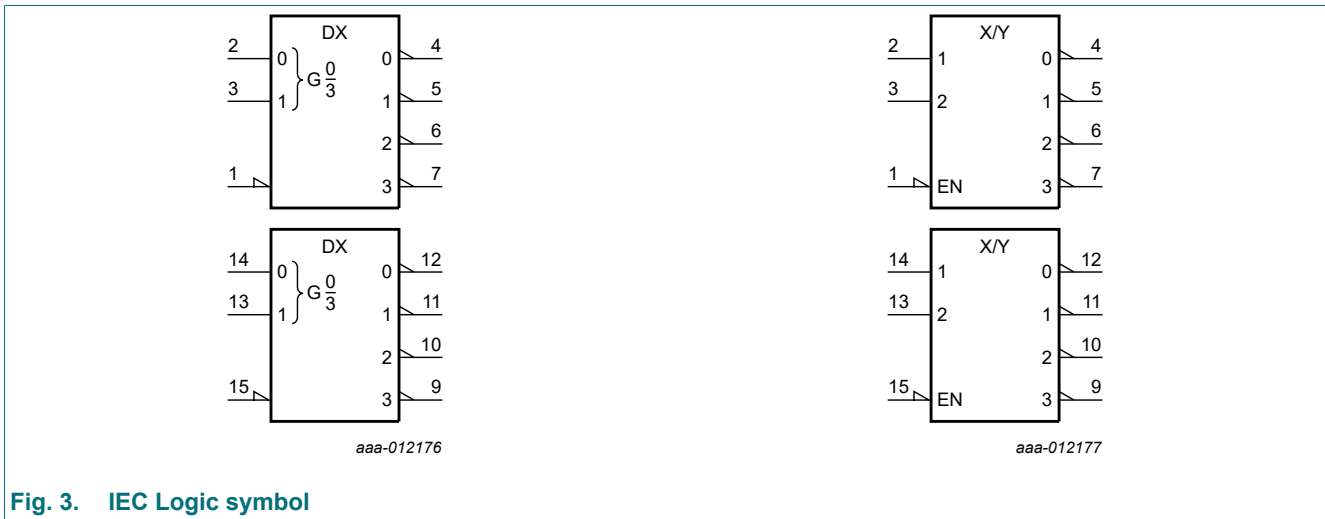 DX
2 0 0 4
G 0/3
3 1 1 5
2 6
1 3 7
DX
14 0 0 12
G 0/3
13 1 1 11
2 10
15 3 9
aaa-012176
X/Y
2 1 0 4
3 2 1 5
2 6
1 EN 3 7
X/Y
14 1 0 12
13 2 1 11
2 10
15 EN 3 9
aaa-012177
Fig. 3. IEC Logic symbol